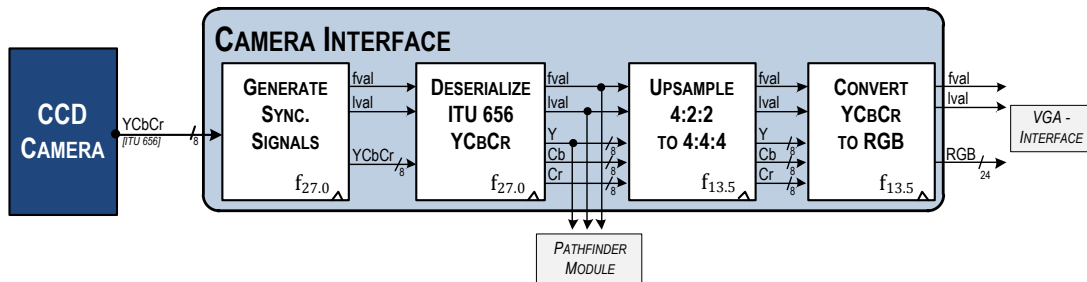 CAMERA INTERFACE
CCD
CAMERA
YCbCr
[ITU 656]
8
GENERATE
SYNC.
SIGNALS
f27.0
fval
lval
YCbCr
8
DESERIALIZE
ITU 656
YCBCR
f27.0
fval
lval
Y
8
Cb
8
Cr
8
UPSAMPLE
4:2:2
TO 4:4:4
f13.5
fval
lval
Y
8
Cb
8
Cr
8
CONVERT
YCBCR
TO RGB
f13.5
fval
lval
RGB
24
VGA -
INTERFACE
PATHFINDER
MODULE